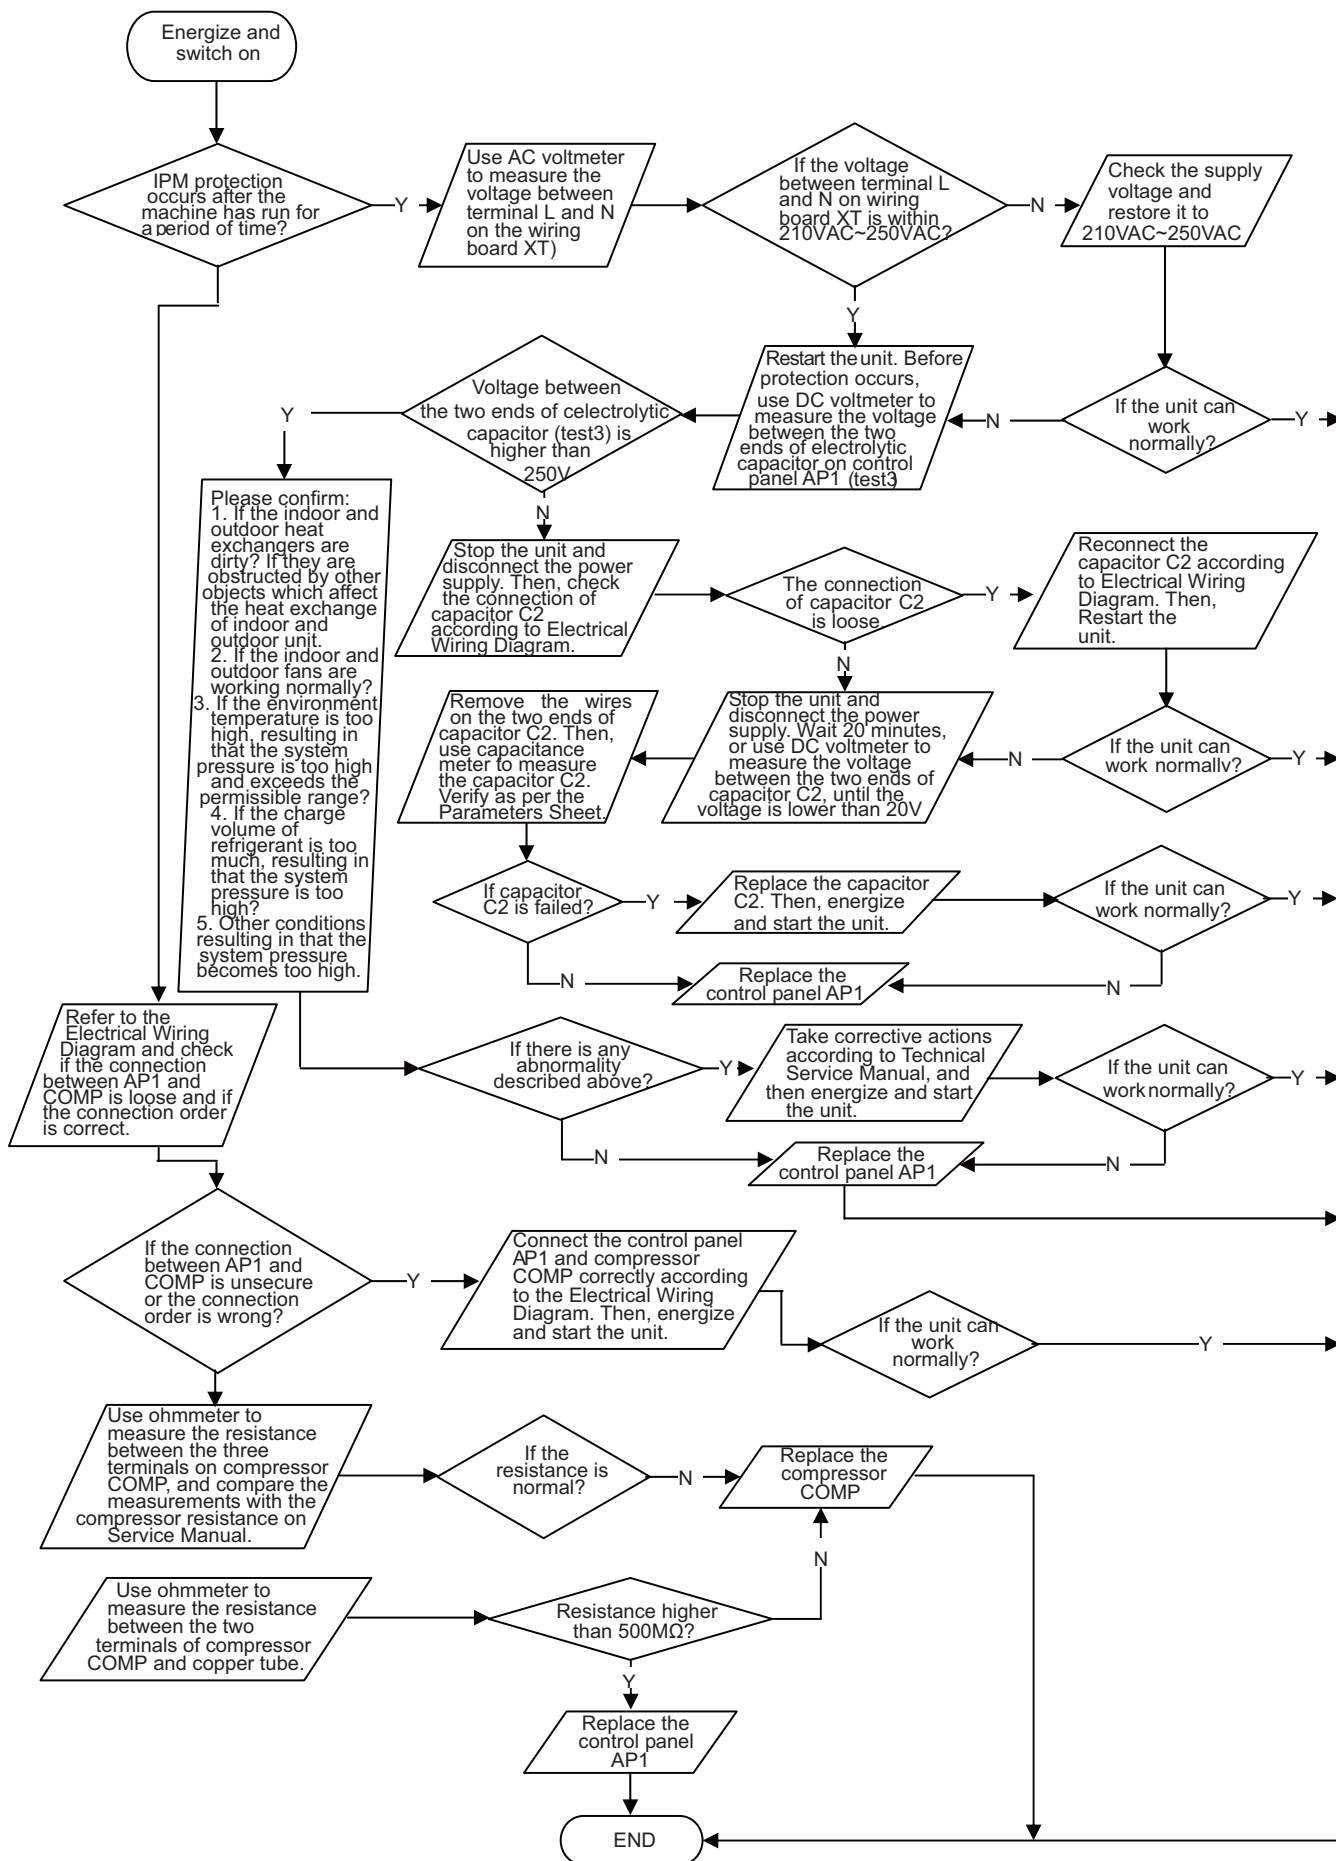 Energize and
switch on
IPM protection
occurs after the
machine has run for
a period of time?
Y
Use AC voltmeter
to measure the
voltage between
terminal L and N
on the wiring
board XT)
If the voltage
between terminal L
and N on wiring
board XT is within
210VAC~250VAC?
N
Check the supply
voltage and
restore it to
210VAC~250VAC
Y
Voltage between
the two ends of celectrolytic
capacitor (test3) is
higher than
250V
Y
Restart the unit. Before
protection occurs,
use DC voltmeter to
measure the voltage
between the two
ends of electrolytic
capacitor on control
panel AP1 (test3)
N
If the unit can
work
normally?
Y
Please confirm:
1. If the indoor and
outdoor heat
exchangers are
dirty? If they are
obstructed by other
objects which affect
the heat exchange
of indoor and
outdoor unit.
2. If the indoor and
outdoor fans are
working normally?
3. If the environment
temperature is too
high, resulting in
that the system
pressure is too high
and exceeds the
permissible range?
4. If the charge
volume of
refrigerant is too
much, resulting in
that the system
pressure is too
high?
5. Other conditions
resulting in that the
system pressure
becomes too high.
N
Stop the unit and
disconnect the power
supply. Then, check
the connection of
capacitor C2
according to Electrical
Wiring Diagram.
The connection
of capacitor C2
is loose
Y
Reconnect the
capacitor C2 according
to Electrical Wiring
Diagram. Then,
Restart the
unit.
N
Remove the wires
on the two ends of
capacitor C2. Then,
use capacitance
meter to measure
the capacitor C2.
Verify as per the
Parameters Sheet.
Stop the unit and
disconnect the power
supply. Wait 20 minutes,
or use DC voltmeter to
measure the voltage
between the two ends of
capacitor C2, until the
voltage is lower than 20V
N
If the unit can
work normally?
Y
If capacitor
C2 is failed?
Y
Replace the capacitor
C2. Then, energize
and start the unit.
If the unit can
work normally?
Y
N
Replace the
control panel AP1
N
Refer to the
Electrical Wiring
Diagram and check
if the connection
between AP1 and
COMP is loose and if
the connection order
is correct.
If there is any
abnormality
described above?
Y
Take corrective actions
according to Technical
Service Manual, and
then energize and start
the unit.
If the unit can
work normally?
Y
N
Replace the
control panel AP1
N
If the connection
between AP1 and
COMP is unsecure
or the connection
order is wrong?
Y
Connect the control panel
AP1 and compressor
COMP correctly according
to the Electrical Wiring
Diagram. Then, energize
and start the unit.
If the unit can
work
normally?
Y
Use ohmmeter to
measure the resistance
between the three
terminals on compressor
COMP, and compare the
measurements with the
compressor resistance on
Service Manual.
If the
resistance is
normal?
N
Replace the
compressor
COMP
N
Use ohmmeter to
measure the resistance
between the two
terminals of compressor
COMP and copper tube.
Resistance higher
than 500MΩ?
Y
Replace the
control panel
AP1
END